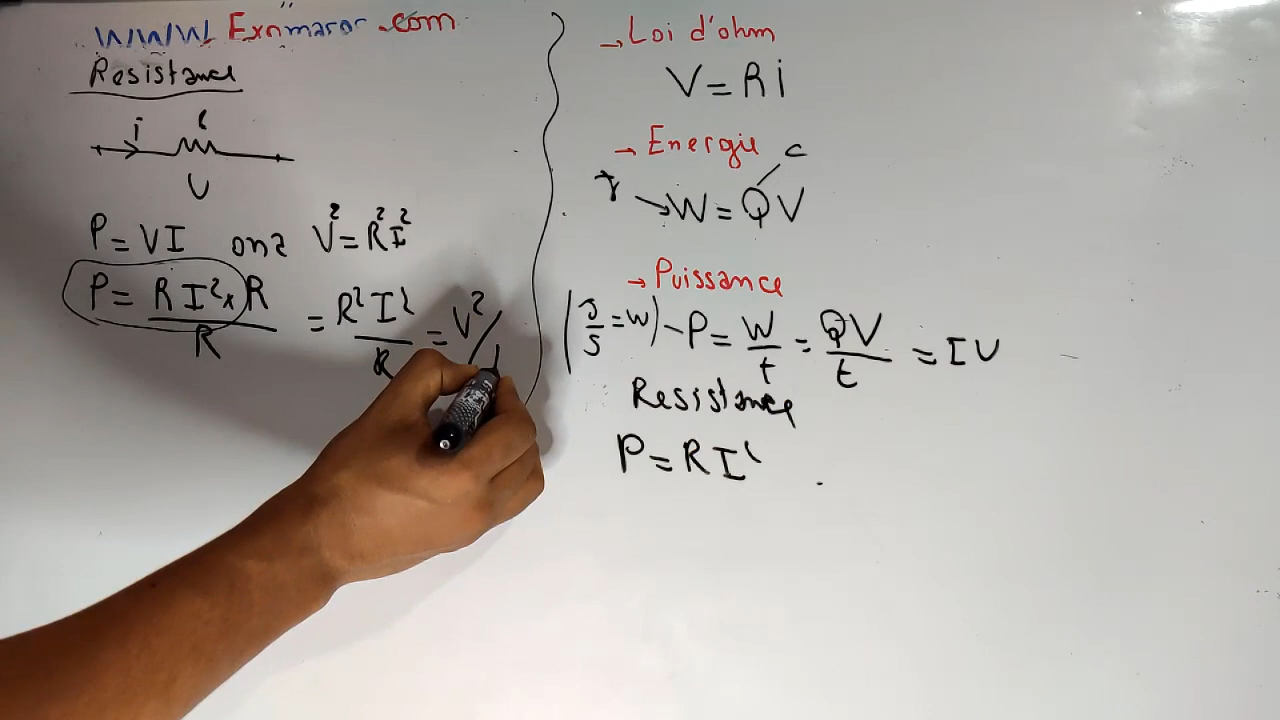 WWW Exomaroc.com
Resistance
i
r
U
P = VI on a V² = R²I²
P = RI² x R / R = R²I² / R = V² /
→ Loi d'ohm
V = Ri
→ Energie
C
J → W = QV
→ Puissance
(J/S = W) - P = W/t = QV/t = IU
Resistance
P = RI²